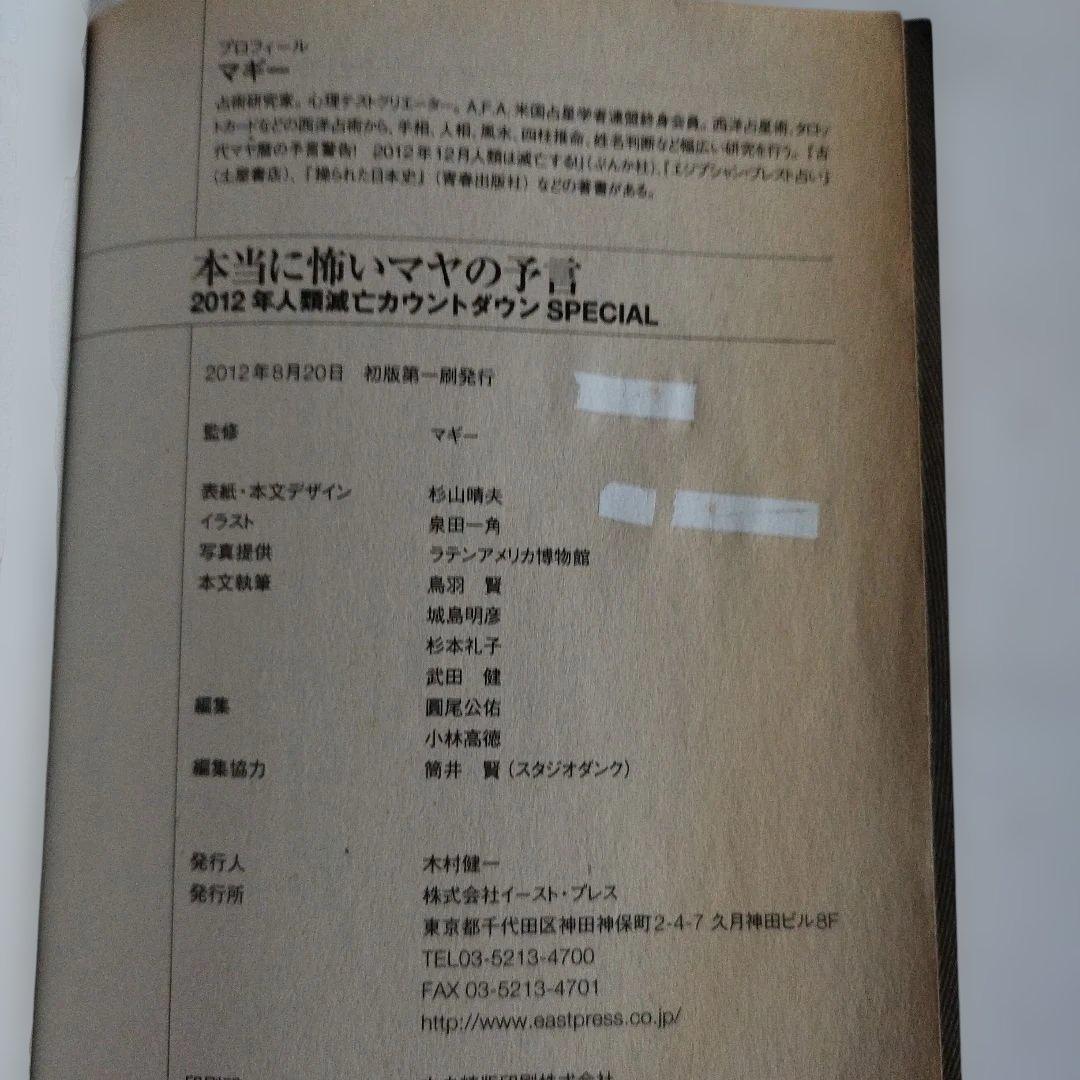 プロフィール
マギー
占術研究家。心理テストクリエーター。A.F.A.米国占星学者連盟終身会員。西洋占星術、タロッ
トカードなどの西洋占術から、手相、人相、風水、四柱推命、姓名判断など幅広い研究を行う。『古
代マヤ暦の予言警告! 2012年12月人類は滅亡する!』(ぶんか社)、『エジプシャン・ブレスト占い』
(土屋書店)、『操られた日本史』(青春出版社)などの著書がある。
本当に怖いマヤの予言
2012年人類滅亡カウントダウンSPECIAL
2012年8月20日 初版第一刷発行
監修 マギー
表紙・本文デザイン 杉山晴夫
イラスト 泉田一角
写真提供 ラテンアメリカ博物館
本文執筆 鳥羽 賢
城島明彦
杉本礼子
武田 健
編集 圓尾公佑
小林高徳
編集協力 筒井 賢(スタジオダンク)
発行人 木村健一
発行所 株式会社イースト・プレス
東京都千代田区神田神保町2-4-7 久月神田ビル8F
TEL03-5213-4700
FAX 03-5213-4701
http://www.eastpress.co.jp/